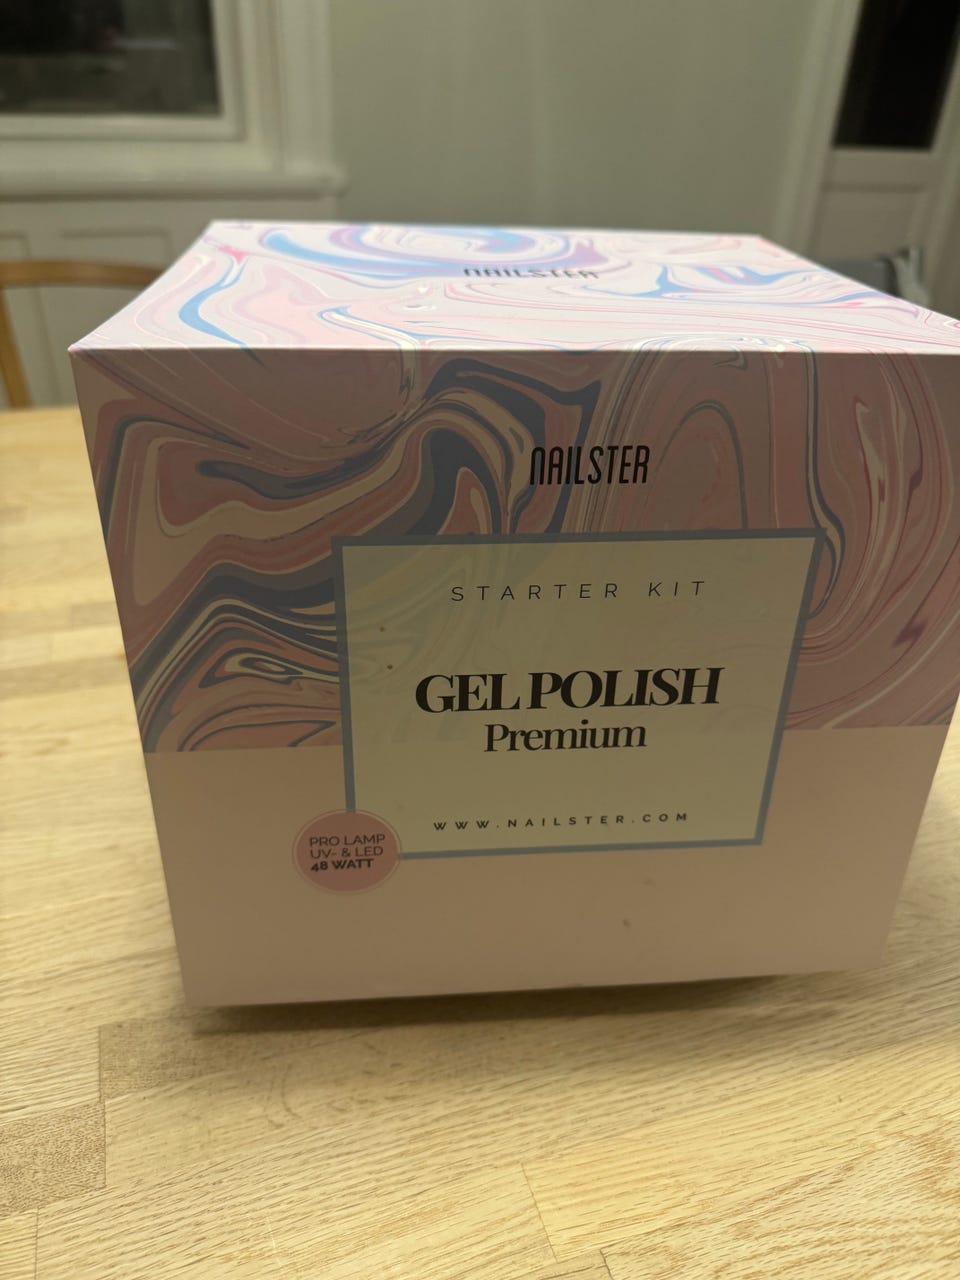 NAILSTER
NAILSTER
STARTER KIT
GEL POLISH
Premium
WWW.NAILSTER.COM
PRO LAMP
UV- & LED
48 WATT